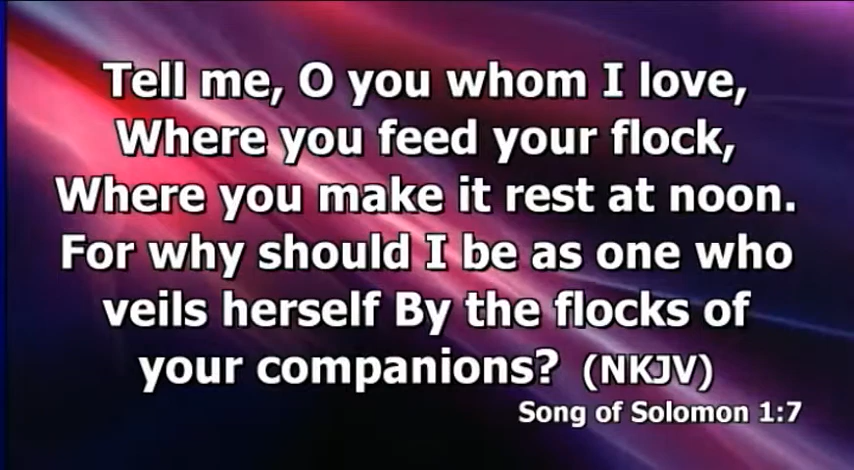 Tell me, O you whom I love,
Where you feed your flock,
Where you make it rest at noon.
For why should I be as one who
veils herself By the flocks of
your companions? (NKJV)
Song of Solomon 1:7